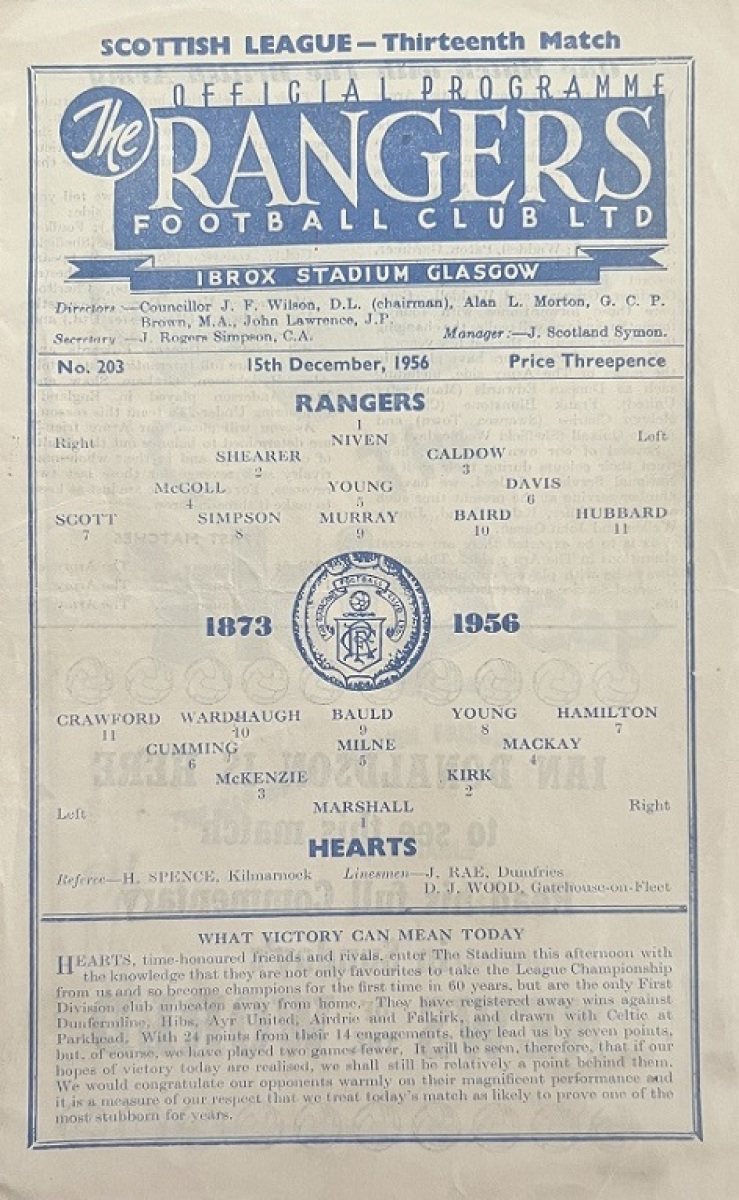 SCOTTISH LEAGUE — Thirteenth Match
OFFICIAL PROGRAMME
The RANGERS
FOOTBALL CLUB LTD
IBROX STADIUM GLASGOW
Directors :—Councillor J. F. Wilson, D.L. (chairman), Alan L. Morton, G. C. P.
Brown, M.A., John Lawrence, J.P.
Secretary —J. Rogers Simpson, C.A. Manager :—J. Scotland Symon.
No. 203 15th December, 1956 Price Threepence
RANGERS
1
Right NIVEN Left
SHEARER CALDOW
2 3
McCOLL YOUNG DAVIS
4 5 6
SCOTT SIMPSON MURRAY BAIRD HUBBARD
7 8 9 10 11
FOOTBALL
1873 1956
CRAWFORD WARDHAUGH BAULD YOUNG HAMILTON
11 10 9 8 7
CUMMING MILNE MACKAY
6 5 4
McKENZIE KIRK
3 2
Left MARSHALL Right
1
HEARTS
Referee—H. SPENCE, Kilmarnock Linesmen—J. RAE, Dumfries
D. J. WOOD, Gatehouse-on-Fleet
WHAT VICTORY CAN MEAN TODAY
HEARTS, time-honoured friends and rivals, enter The Stadium this afternoon with
the knowledge that they are not only favourites to take the League Championship
from us and so become champions for the first time in 60 years, but are the only First
Division club unbeaten away from home. They have registered away wins against
Dunfermline, Hibs, Ayr United, Airdrie and Falkirk, and drawn with Celtic at
Parkhead. With 24 points from their 14 engagements, they lead us by seven points,
but, of course, we have played two games fewer. It will be seen, therefore, that if our
hopes of victory today are realised, we shall still be relatively a point behind them.
We would congratulate our opponents warmly on their magnificent performance and
it is a measure of our respect that we treat today's match as likely to prove one of the
most stubborn for years.